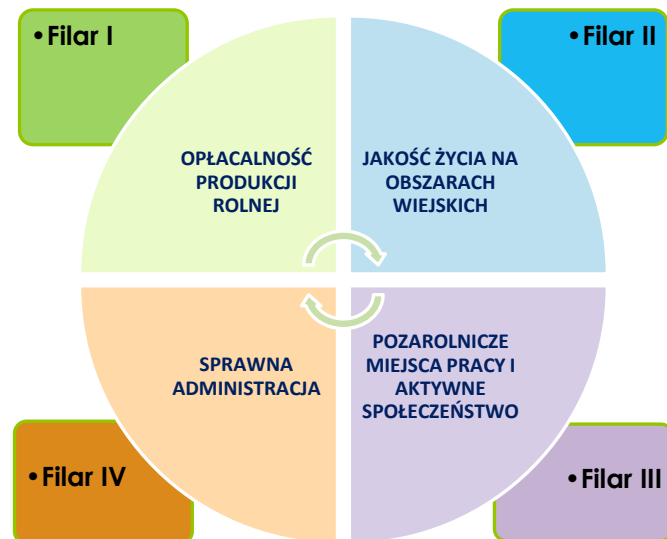 • Filar I
• Filar II
OPŁACALNOŚĆ
PRODUKCJI
ROLNEJ
JAKOŚĆ ŻYCIA NA
OBSZARACH
WIEJSKICH
SPRAWNA
ADMINISTRACJA
POZAROLNICZE
MIEJSCA PRACY I
AKTYWNE
SPOŁECZEŃSTWO
• Filar IV
• Filar III